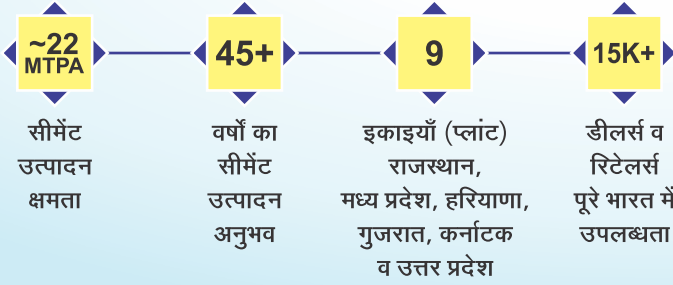 ~22
MTPA
सीमेंट
उत्पादन
क्षमता
45+
वर्षों का
सीमेंट
उत्पादन
अनुभव
9
इकाइयाँ (प्लांट)
राजस्थान,
मध्य प्रदेश, हरियाणा,
गुजरात, कर्नाटक
व उत्तर प्रदेश
15K+
डीलर्स व
रिटेलर्स
पूरे भारत में
उपलब्धता